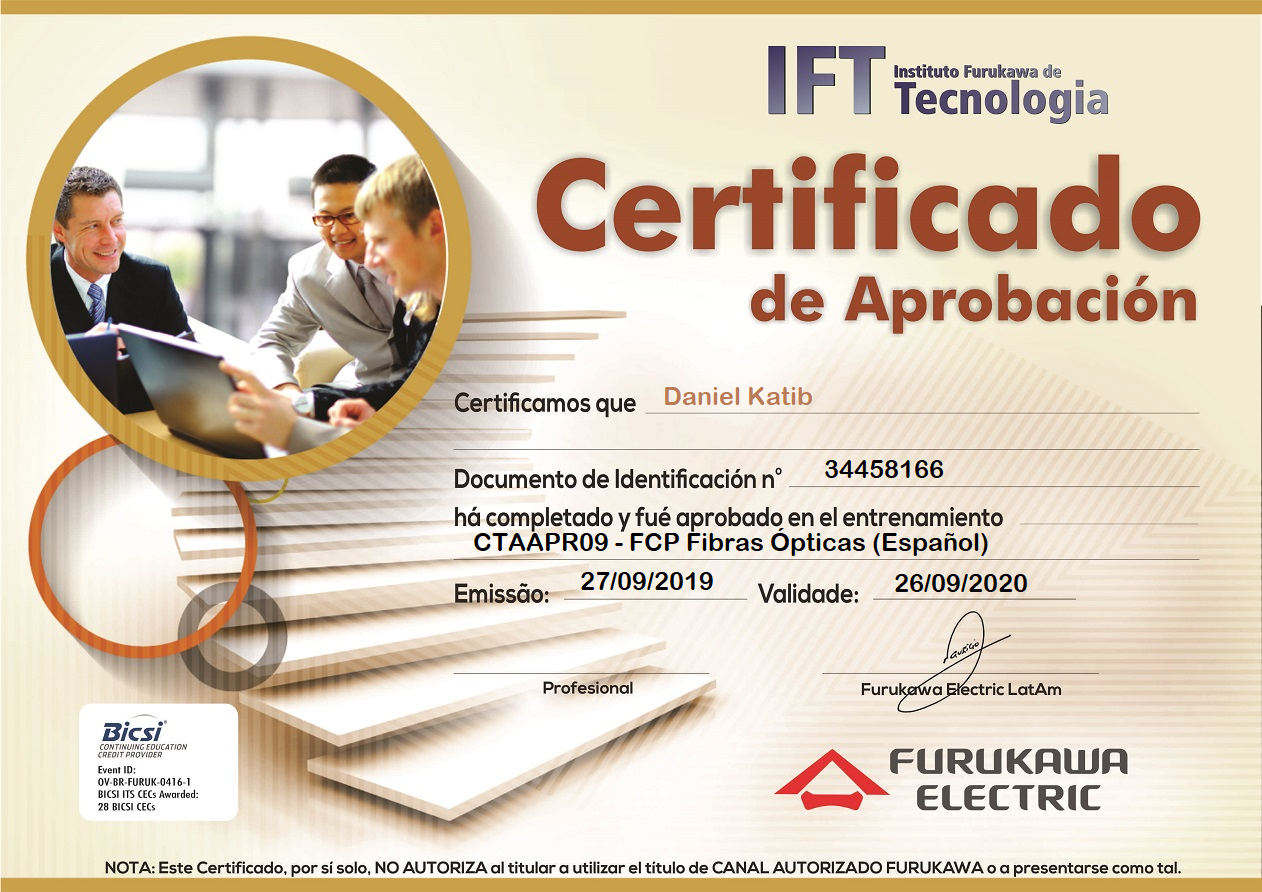 IFT Instituto Furukawa de
Tecnologia
Certificado
de Aprobación
Certificamos que Daniel Katib
Documento de Identificación n° 34458166
há completado y fué aprobado en el entrenamiento
CTAAPR09 - FCP Fibras Ópticas (Español)
Emissão: 27/09/2019 Validade: 26/09/2020
Profesional
Furukawa Electric LatAm
Bicsi®
CONTINUING EDUCATION
CREDIT PROVIDER
Event ID:
OV-BR-FURUK-0416-1
BICSI ITS CECs Awarded:
28 BICSI CECs
FURUKAWA
ELECTRIC
NOTA: Este Certificado, por sí solo, NO AUTORIZA al titular a utilizar el título de CANAL AUTORIZADO FURUKAWA o a presentarse como tal.